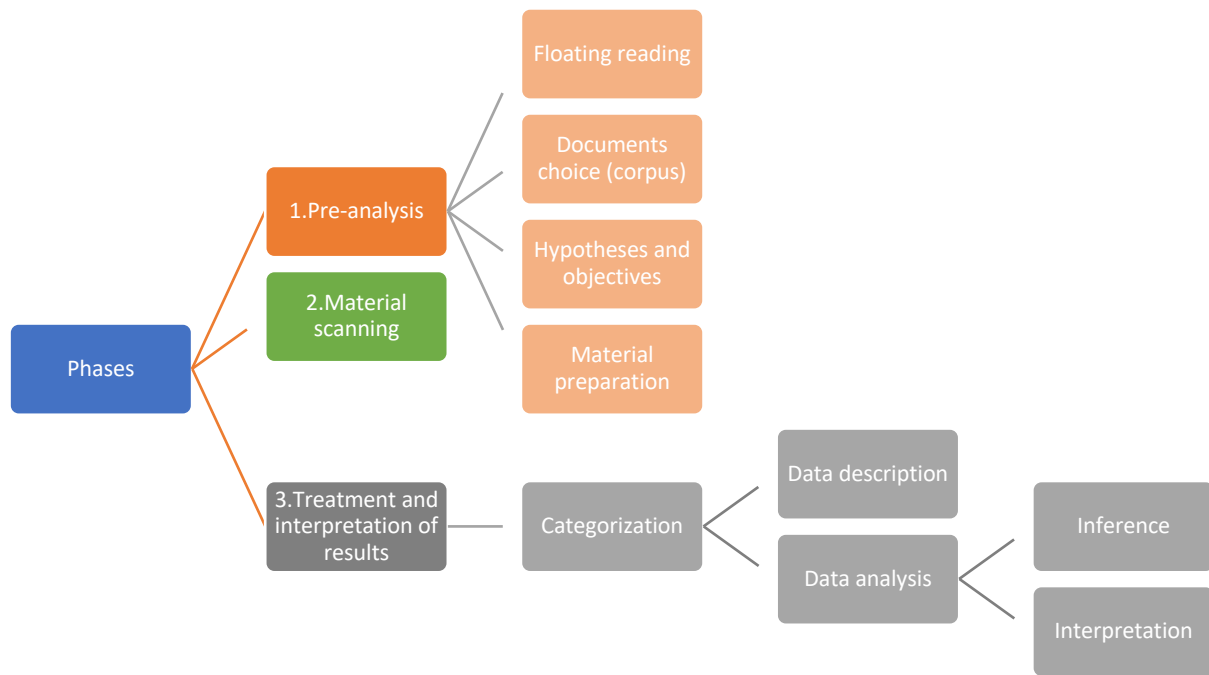 Floating reading
Documents
choice (corpus)
1.Pre-analysis
Hypotheses and
objectives
2.Material
scanning
Material
preparation
Phases
Data description
3.Treatment and
interpretation of
results
Categorization
Inference
Data analysis
Interpretation